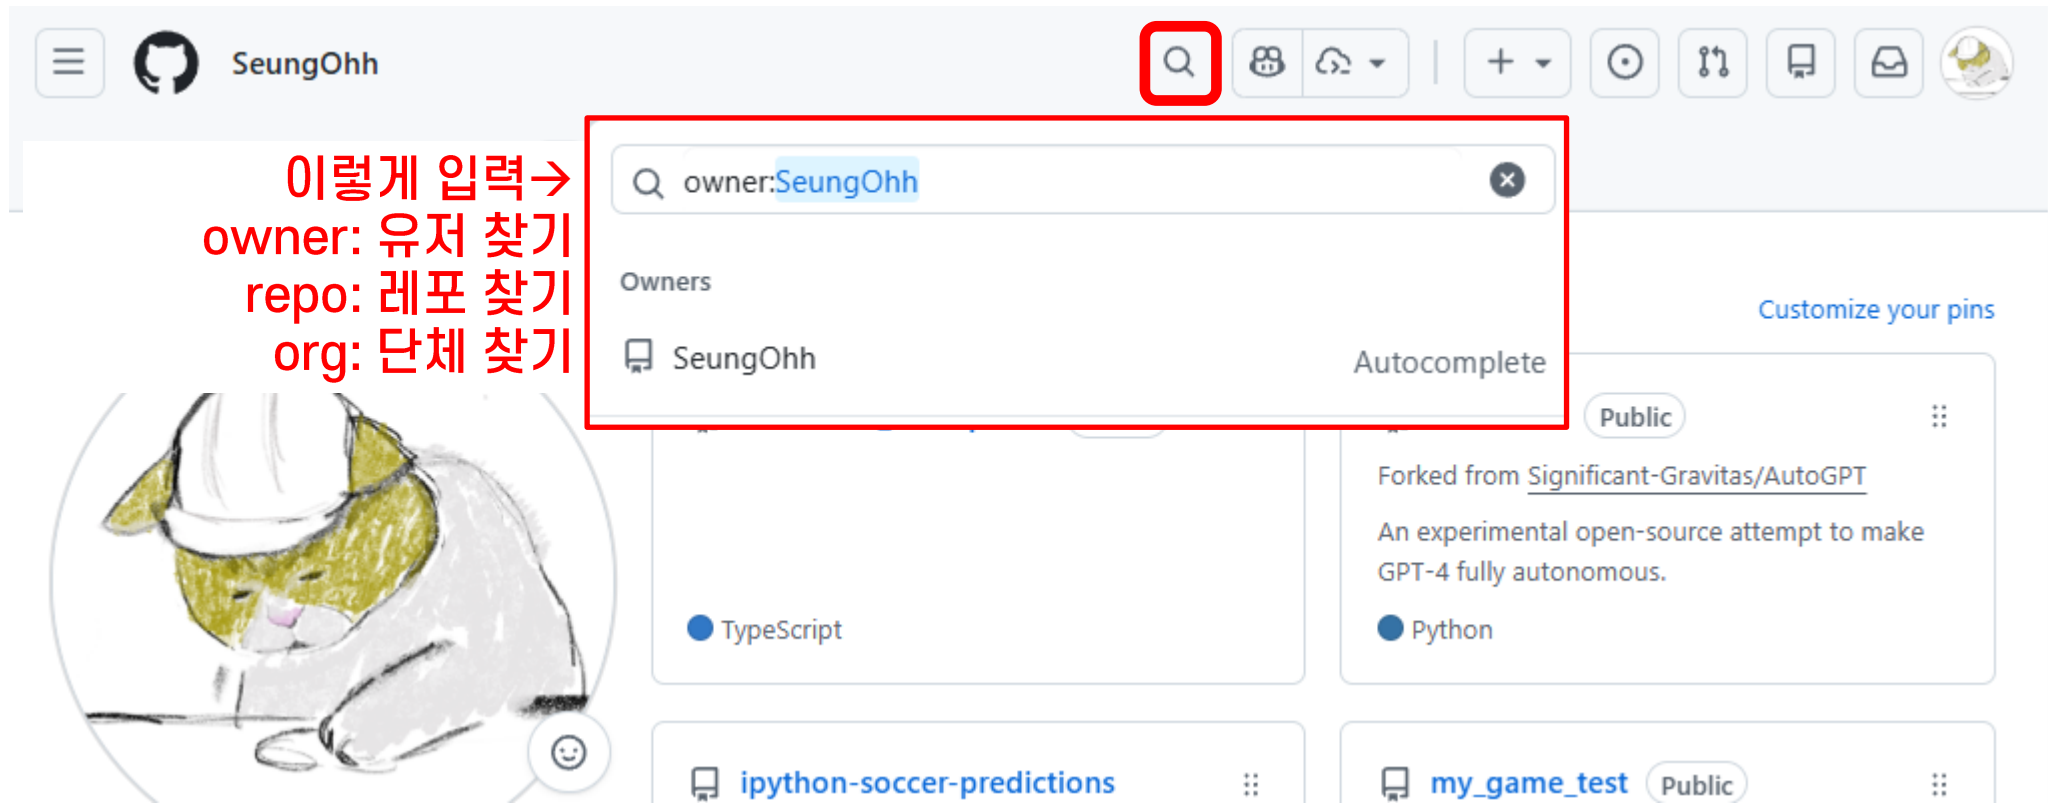 SeungOhh
이렇게 입력→
owner:SeungOhh
owner: 유저 찾기
repo: 레포 찾기
org: 단체 찾기
Owners
SeungOhh
Autocomplete
Customize your pins
Public
Forked from Significant-Gravitas/AutoGPT
An experimental open-source attempt to make
GPT-4 fully autonomous.
TypeScript
Python
ipython-soccer-predictions
my_game_test
Public